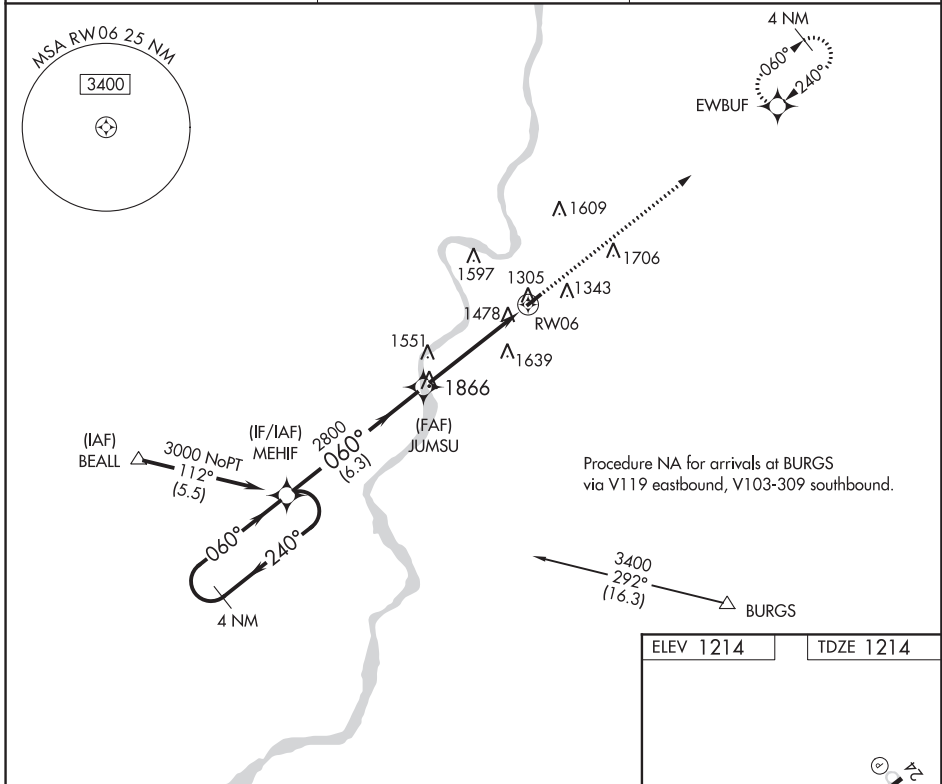 MSA RW06 25 NM
3400
4 NM
060°
240°
EWBUF
1609
1706
1597
1305
1343
1478
RW06
1551
1639
1866
(FAF)
JUMSU
(IAF)
BEALL
3000 NoPT
112°
(5.5)
(IF/IAF)
MEHIF
2800
060°
(6.3)
060°
240°
4 NM
Procedure NA for arrivals at BURGS
via V119 eastbound, V103-309 southbound.
3400
292°
(16.3)
BURGS
ELEV 1214
TDZE 1214
P
24